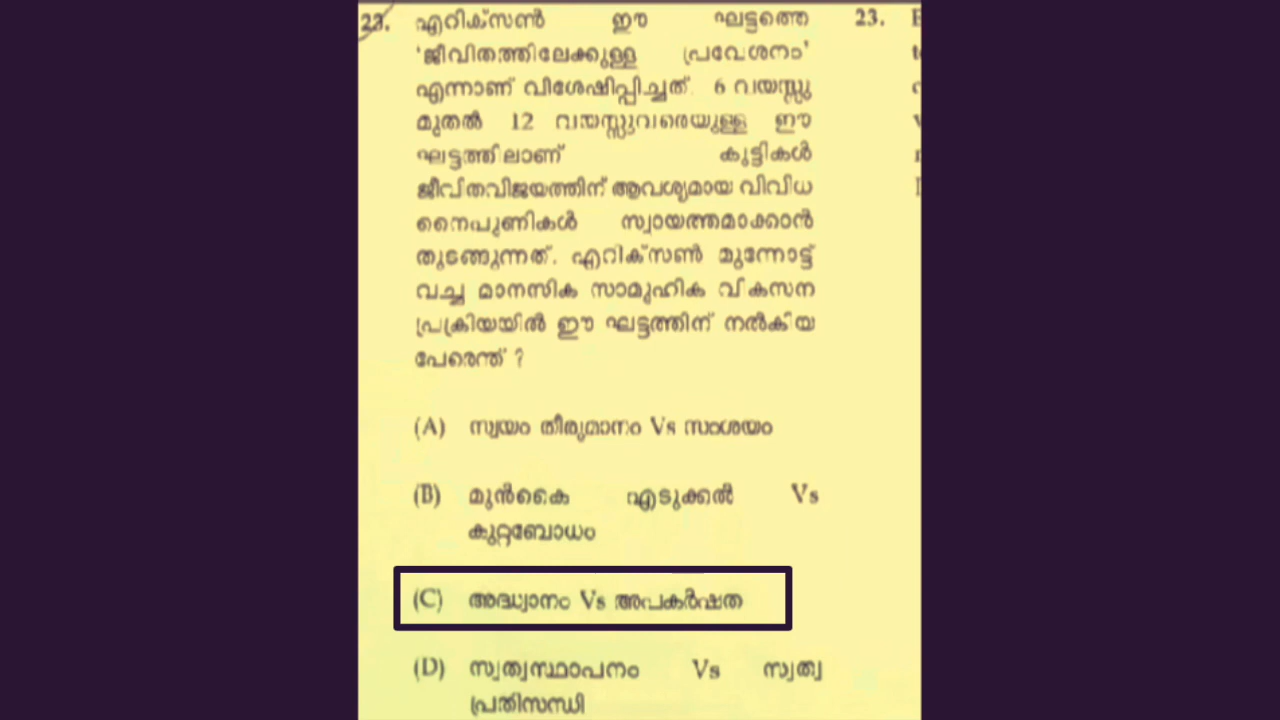 23. എറിക്സൺ ഈ ഘട്ടത്തെ
'ജീവിതത്തിലേക്കുള്ള പ്രവേശനം'
എന്നാണ് വിശേഷിപ്പിച്ചത്. 6 വയസ്സു
മുതൽ 12 വയസ്സുവരെയുള്ള ഈ
ഘട്ടത്തിലാണ് കുട്ടികൾ
ജീവിതവിജയത്തിന് ആവശ്യമായ വിവിധ
നൈപുണികൾ സ്വായത്തമാക്കാൻ
തുടങ്ങുന്നത്. എറിക്സൺ മുന്നോട്ട്
വച്ച മാനസിക സാമൂഹിക വികസന
പ്രക്രിയയിൽ ഈ ഘട്ടത്തിന് നൽകിയ
പേരെന്ത് ?
(A) സ്വയം തീരുമാനം Vs സംശയം
(B) മുൻകൈ എടുക്കൽ Vs
കുറ്റബോധം
(C) അദ്ധ്വാനം Vs അപകർഷത
(D) സ്വത്വസ്ഥാപനം Vs സ്വത്വ
പ്രതിസന്ധി
23.